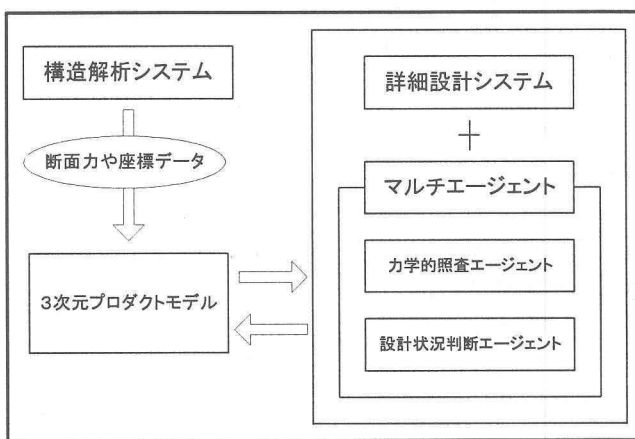 構造解析システム
断面力や座標データ
3次元プロダクトモデル
詳細設計システム
+
マルチエージェント
力学的照査エージェント
設計状況判断エージェント